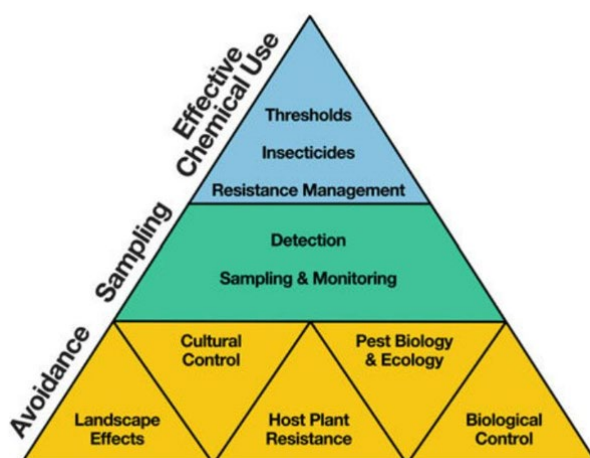 Effective
Chemical Use
Thresholds
Insecticides
Resistance Management
Sampling
Detection
Sampling & Monitoring
Avoidance
Cultural
Control
Pest Biology
& Ecology
Landscape
Effects
Host Plant
Resistance
Biological
Control